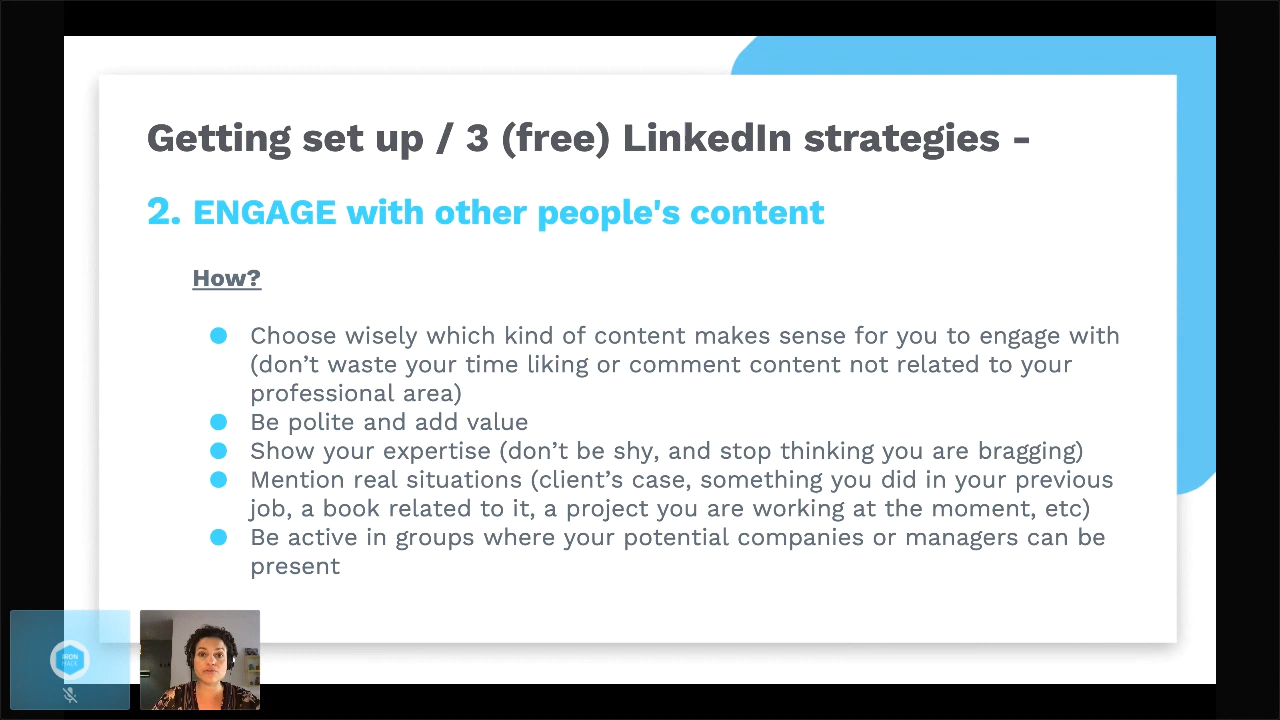 Getting set up / 3 (free) LinkedIn strategies -
2. ENGAGE with other people's content
How?
● Choose wisely which kind of content makes sense for you to engage with
(don’t waste your time liking or comment content not related to your
professional area)
● Be polite and add value
● Show your expertise (don’t be shy, and stop thinking you are bragging)
● Mention real situations (client’s case, something you did in your previous
job, a book related to it, a project you are working at the moment, etc)
● Be active in groups where your potential companies or managers can be
present
IRON
HACK